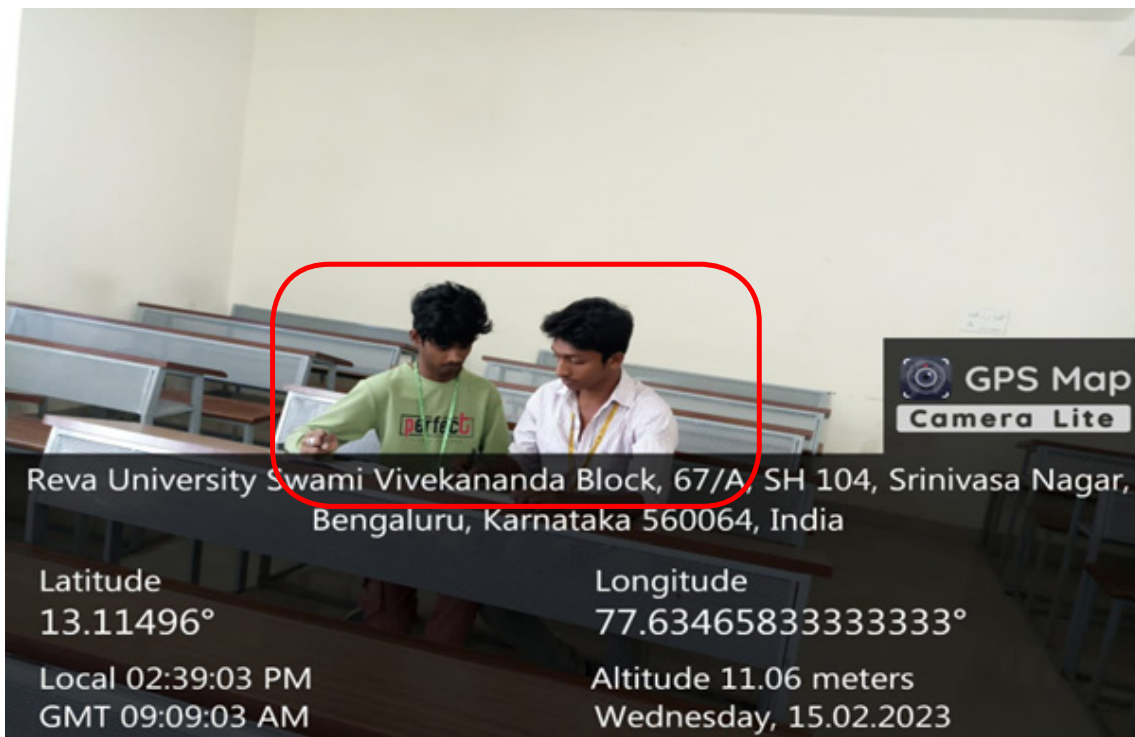 perfect
GPS Map
Camera Lite
Reva University Swami Vivekananda Block, 67/A, SH 104, Srinivasa Nagar,
Bengaluru, Karnataka 560064, India
Latitude
13.11496°
Longitude
77.63465833333333°
Local 02:39:03 PM
GMT 09:09:03 AM
Altitude 11.06 meters
Wednesday, 15.02.2023